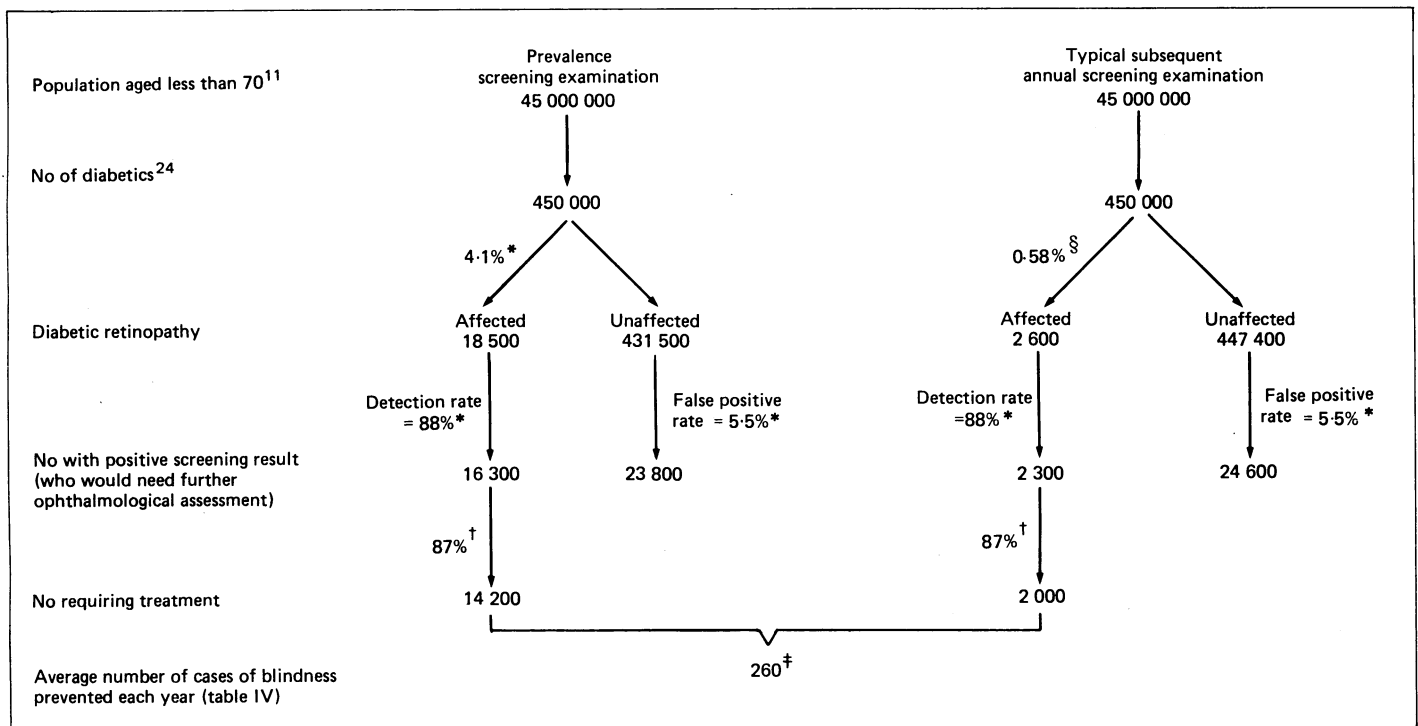 Population aged less than 70¹¹
Prevalence
screening examination
45 000 000
Typical subsequent
annual screening examination
45 000 000
No of diabetics²⁴
450 000
450 000
4·1%*
0·58%§
Diabetic retinopathy
Affected
18 500
Unaffected
431 500
Affected
2 600
Unaffected
447 400
Detection rate
= 88%*
False positive
rate = 5·5%*
Detection rate
=88%*
False positive
rate = 5·5%*
No with positive screening result
(who would need further
ophthalmological assessment)
16 300
23 800
2 300
24 600
87%†
87%†
No requiring treatment
14 200
2 000
Average number of cases of blindness
prevented each year (table IV)
260‡